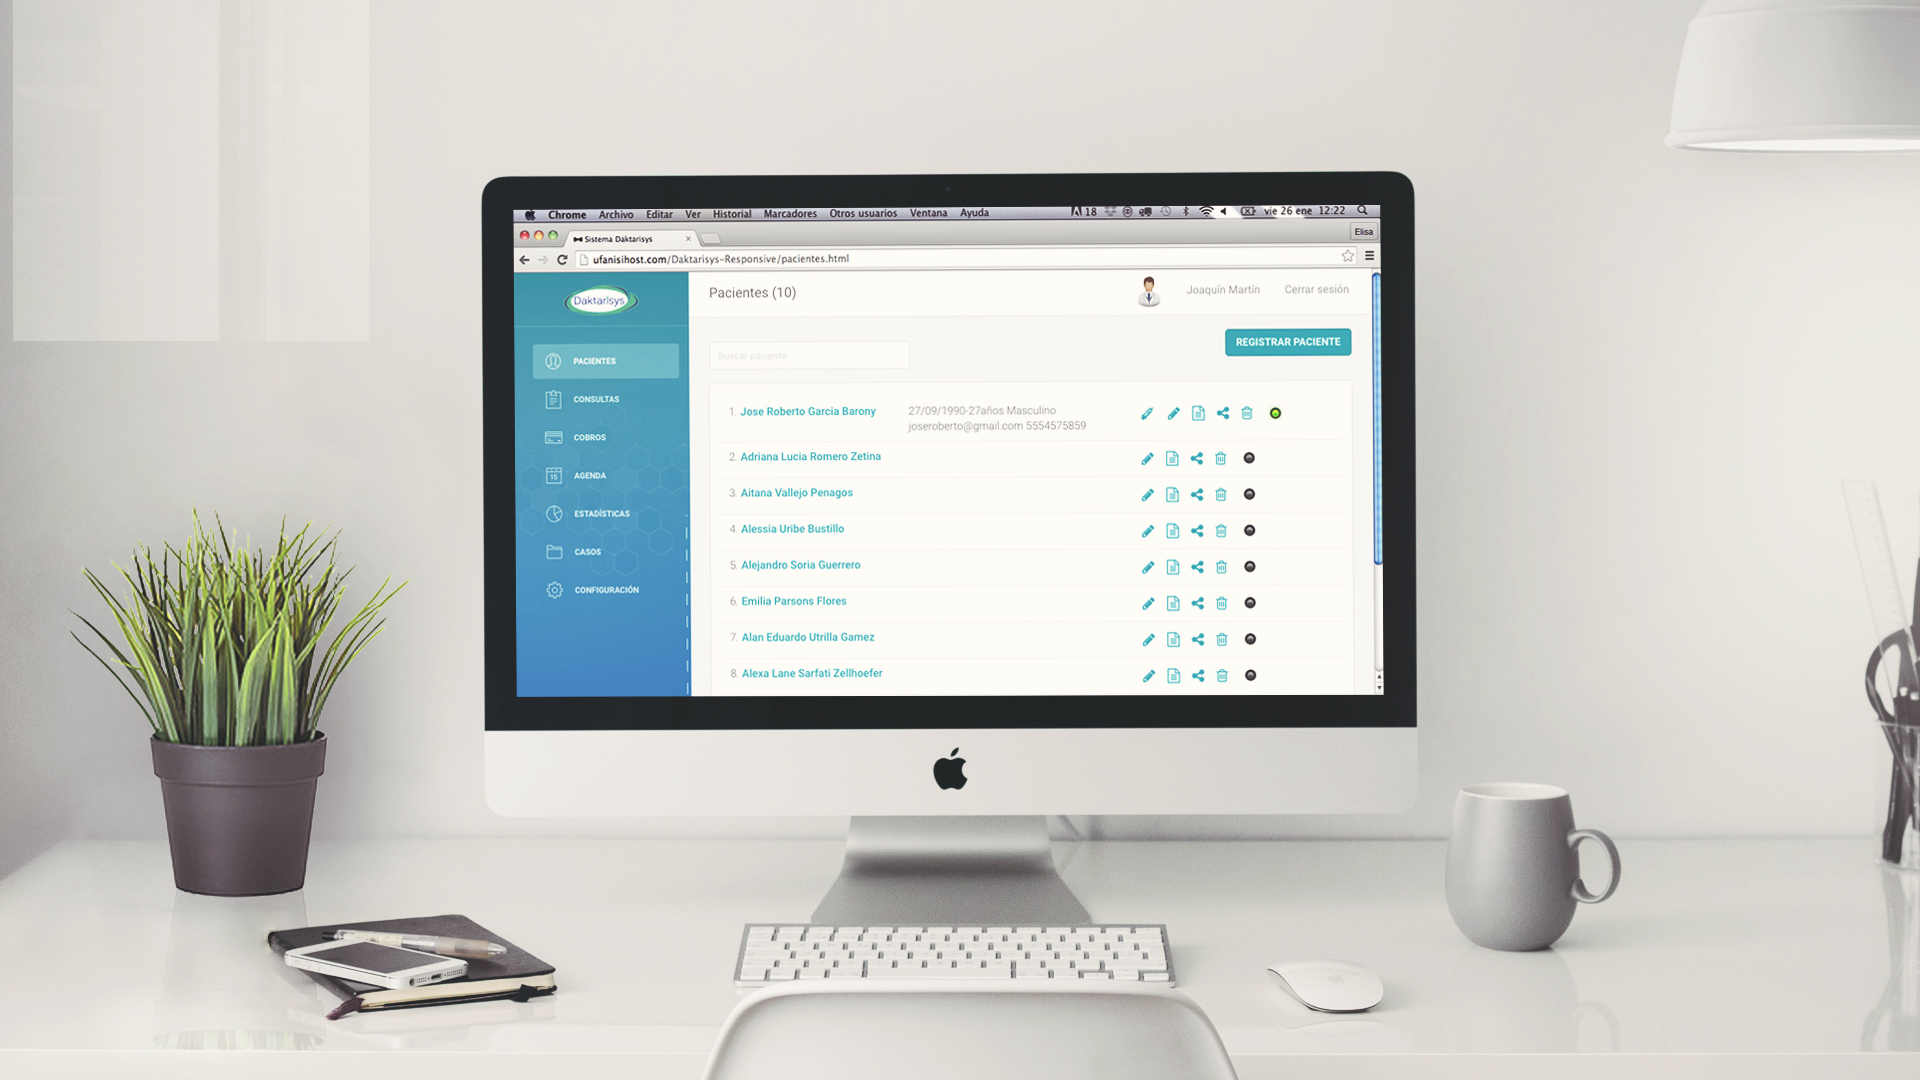 Chrome Archivo Editar Ver Historial Marcadores Otros usuarios Ventana Ayuda 18 vie 26 ene 12:22
Sistema Daktarisys Elisa
ufanisihost.com/Daktarisys-Responsive/pacientes.html
Daktarisys
Pacientes (10) Joaquín Martín Cerrar sesión
REGISTRAR PACIENTE
Buscar paciente
PACIENTES
CONSULTAS
COBROS
15 AGENDA
ESTADÍSTICAS
CASOS
CONFIGURACIÓN
1. Jose Roberto Garcia Barony 27/09/1990-27años Masculino
joseroberto@gmail.com 5554575859
2. Adriana Lucia Romero Zetina
3. Aitana Vallejo Penagos
4. Alessia Uribe Bustillo
5. Alejandro Soria Guerrero
6. Emilia Parsons Flores
7. Alan Eduardo Utrilla Gamez
8. Alexa Lane Sarfati Zellhoefer